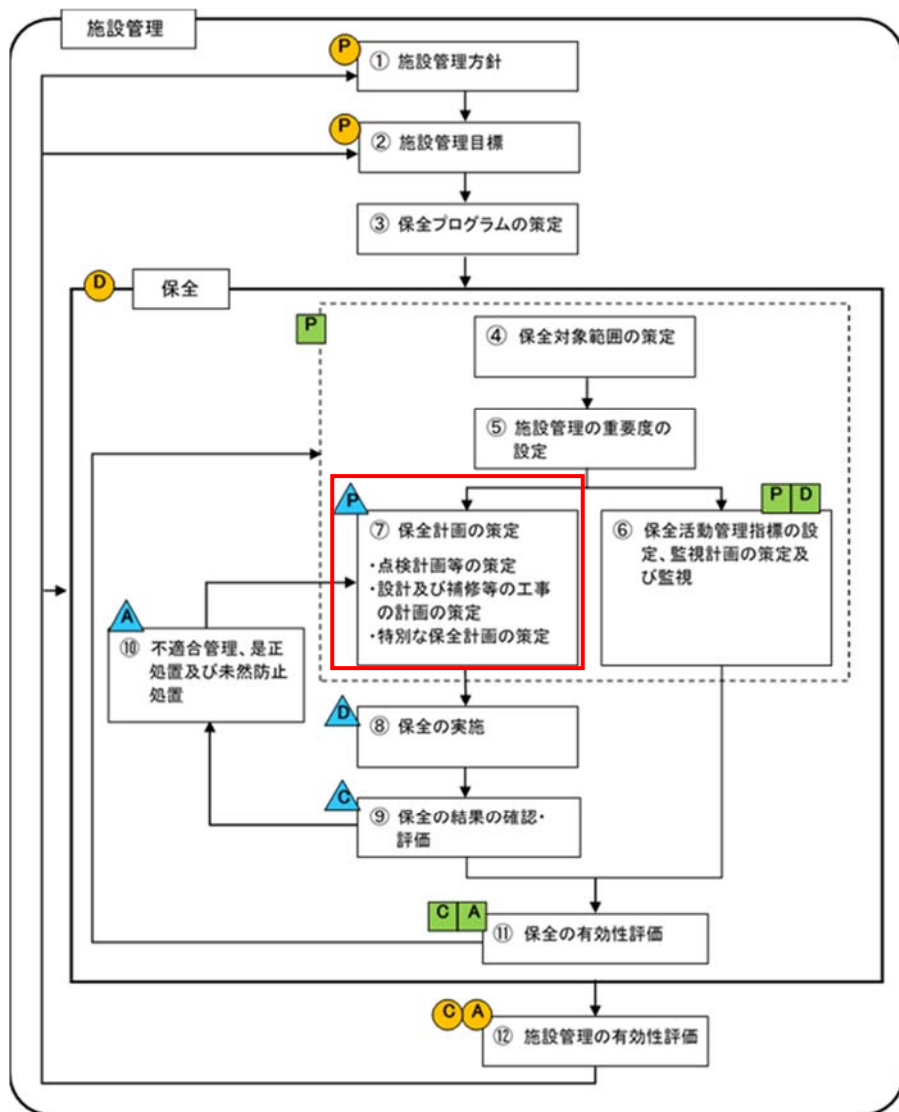 施設管理
P
① 施設管理方針
P
② 施設管理目標
③ 保全プログラムの策定
D
保全
P
④ 保全対象範囲の策定
⑤ 施設管理の重要度の
設定
P
⑦ 保全計画の策定
・点検計画等の策定
・設計及び補修等の工事
の計画の策定
・特別な保全計画の策定
P D
⑥ 保全活動管理指標の設
定、監視計画の策定及
び監視
A
⑩ 不適合管理、是正
処置及び未然防止
処置
D
⑧ 保全の実施
C
⑨ 保全の結果の確認・
評価
C A
⑪ 保全の有効性評価
C A
⑫ 施設管理の有効性評価